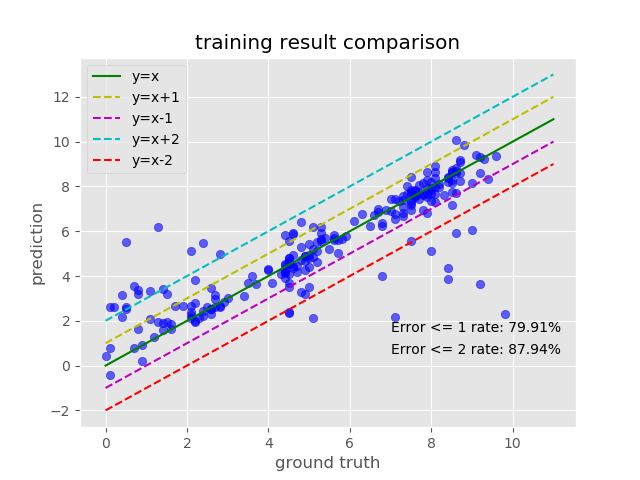 training result comparison
y=x
y=x+1
y=x-1
y=x+2
y=x-2
12
10
8
6
4
2
0
−2
prediction
Error <= 1 rate: 79.91%
Error <= 2 rate: 87.94%
0 2 4 6 8 10
ground truth